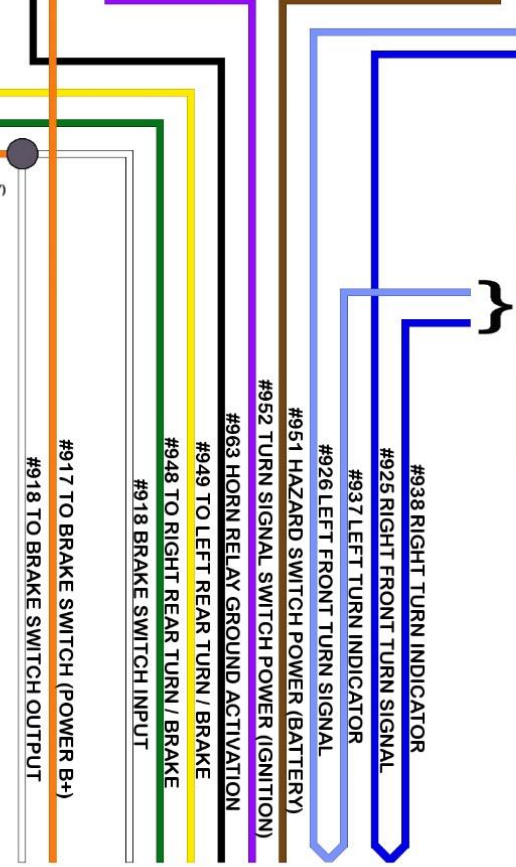 )
}
#918 TO BRAKE SWITCH OUTPUT
#917 TO BRAKE SWITCH (POWER B+)
#918 BRAKE SWITCH INPUT
#948 TO RIGHT REAR TURN / BRAKE
#949 TO LEFT REAR TURN / BRAKE
#963 HORN RELAY GROUND ACTIVATION
#952 TURN SIGNAL SWITCH POWER (IGNITION)
#951 HAZARD SWITCH POWER (BATTERY)
#926 LEFT FRONT TURN SIGNAL
#937 LEFT TURN INDICATOR
#925 RIGHT FRONT TURN SIGNAL
#938 RIGHT TURN INDICATOR